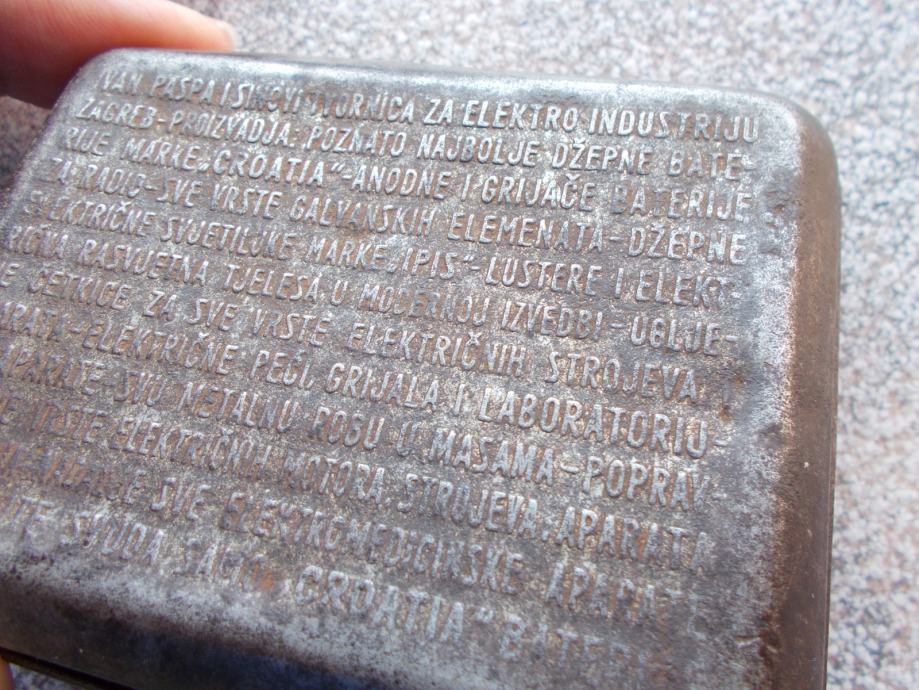 IVAN PASPA I SINOVI TVORNICA ZA ELEKTRO INDUSTRIJU
ZAGREB-PROIZVADJA: POZNATO NAJBOLJE DŽEPNE BATE-
RIJE MARKE „CROATIA"-ANODNE I GRIJAČE BATERIJE
ZA RADIO-SVE VRSTE GALVANSKIH ELEMENATA-DŽEPNE
ELEKTRIČNE SVJETILJKE MARKE „IPIS"-LUSTERE I ELEKT-
RIČNA RASVJETNA TJELESA U MODERNOJ IZVEDBI-UGLJE-
NE ČETKICE ZA SVE VRSTE ELEKTRIČNIH STROJEVA I
APARATA-ELEKTRIČNE PEĆI, GRIJALA I LABORATORIJ-
APARATE-SVU METALNU ROBU U MASAMA-POPRAV-
VRSTE ELEKTRIČNIH MOTORA, STROJEVA, APARATA
SVE ELEKTROMEDICINSKE APARATE
SVUDA SAMO „CROATIA" BATERI